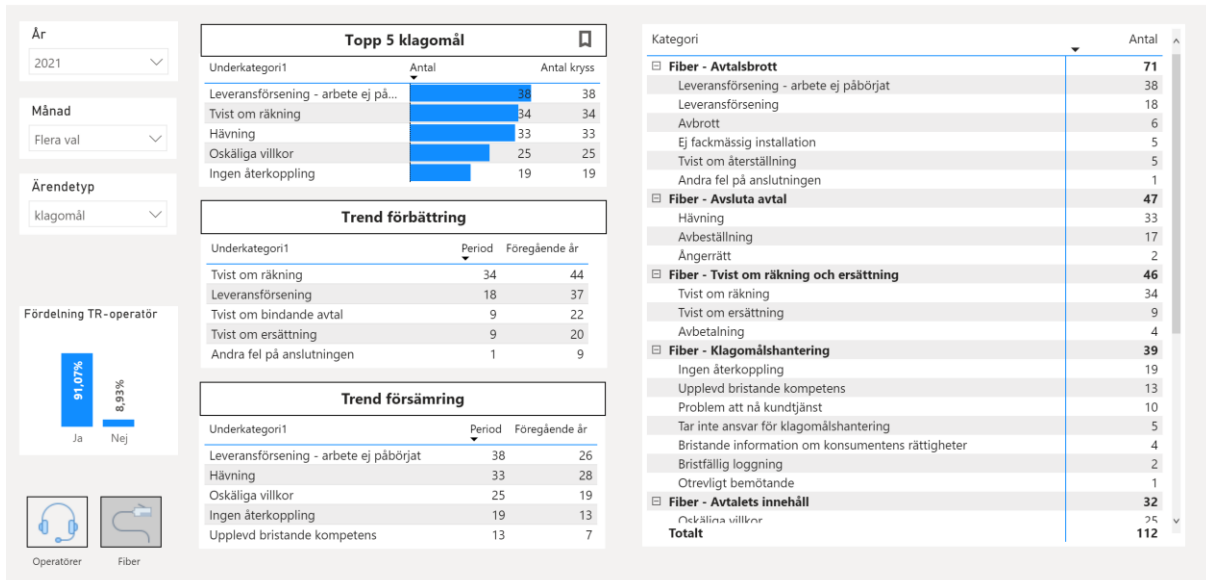 År
2021
Månad
Flera val
Ärendetyp
klagomål
Fördelning TR-operatör
91,07%
8,93%
Ja Nej
Operatörer Fiber
Topp 5 klagomål
Underkategori1 Antal Antal kryss
Leveransförsening - arbete ej på... 38 38
Tvist om räkning 34 34
Hävning 33 33
Oskäliga villkor 25 25
Ingen återkoppling 19 19
Trend förbättring
Underkategori1 Period Föregående år
Tvist om räkning 34 44
Leveransförsening 18 37
Tvist om bindande avtal 9 22
Tvist om ersättning 9 20
Andra fel på anslutningen 1 9
Trend försämring
Underkategori1 Period Föregående år
Leveransförsening - arbete ej påbörjat 38 26
Hävning 33 28
Oskäliga villkor 25 19
Ingen återkoppling 19 13
Upplevd bristande kompetens 13 7
Kategori Antal
Fiber - Avtalsbrott 71
Leveransförsening - arbete ej påbörjat 38
Leveransförsening 18
Avbrott 6
Ej fackmässig installation 5
Tvist om återställning 5
Andra fel på anslutningen 1
Fiber - Avsluta avtal 47
Hävning 33
Avbeställning 17
Ångerrätt 2
Fiber - Tvist om räkning och ersättning 46
Tvist om räkning 34
Tvist om ersättning 9
Avbetalning 4
Fiber - Klagomålshantering 39
Ingen återkoppling 19
Upplevd bristande kompetens 13
Problem att nå kundtjänst 10
Tar inte ansvar för klagomålshantering 5
Bristande information om konsumentens rättigheter 4
Bristfällig loggning 2
Otrevligt bemötande 1
Fiber - Avtalets innehåll 32
Oskäliga villkor 25
Totalt 112